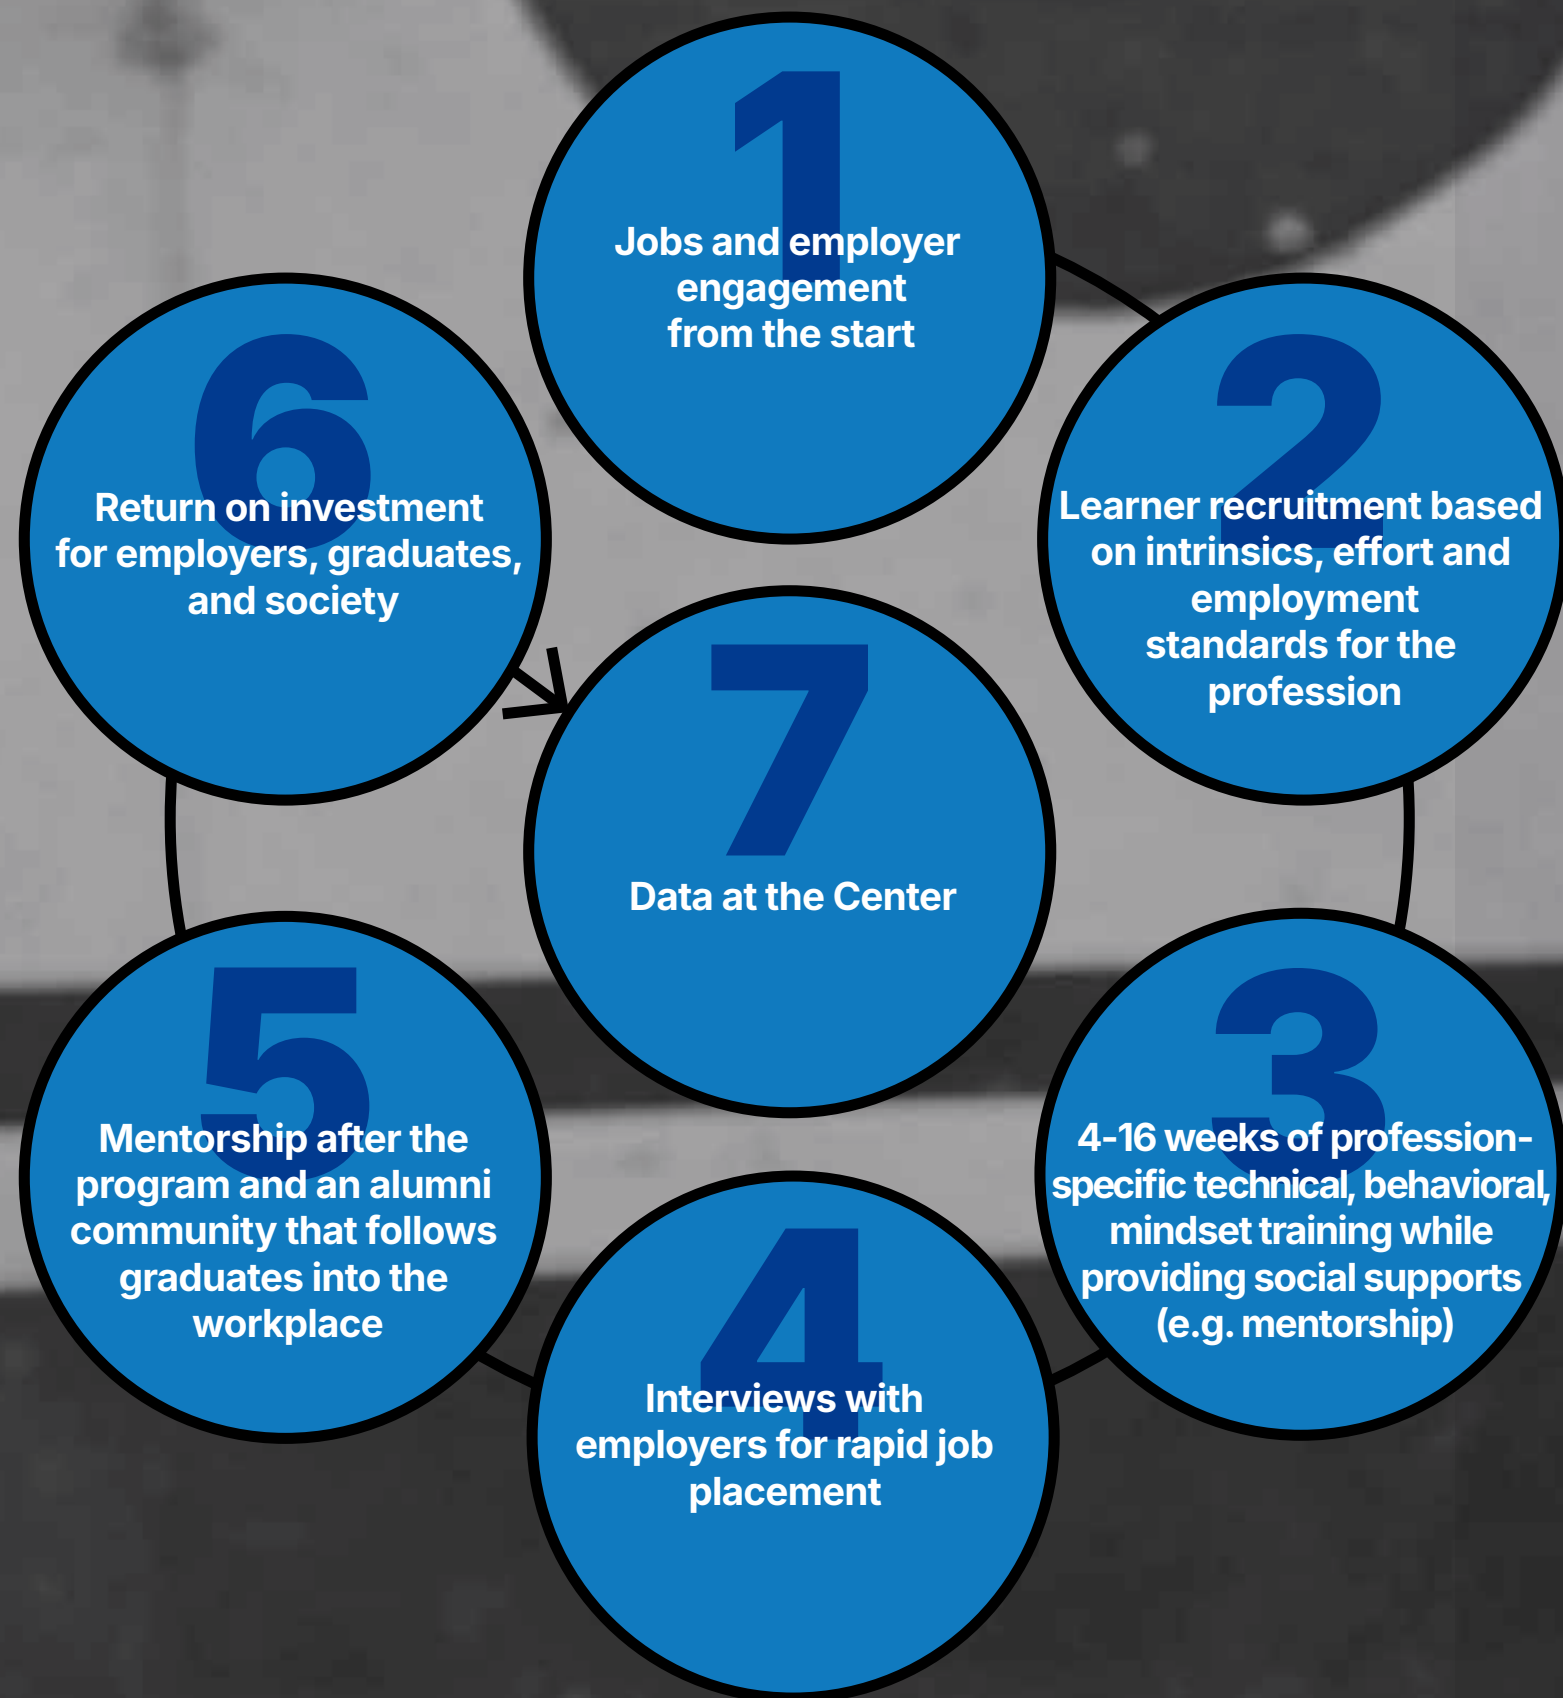 1
Jobs and employer
engagement
from the start
2
Learner recruitment based
on intrinsics, effort and
employment
standards for the
profession
3
4-16 weeks of profession-
specific technical, behavioral,
mindset training while
providing social supports
(e.g. mentorship)
4
Interviews with
employers for rapid job
placement
5
Mentorship after the
program and an alumni
community that follows
graduates into the
workplace
6
Return on investment
for employers, graduates,
and society
7
Data at the Center